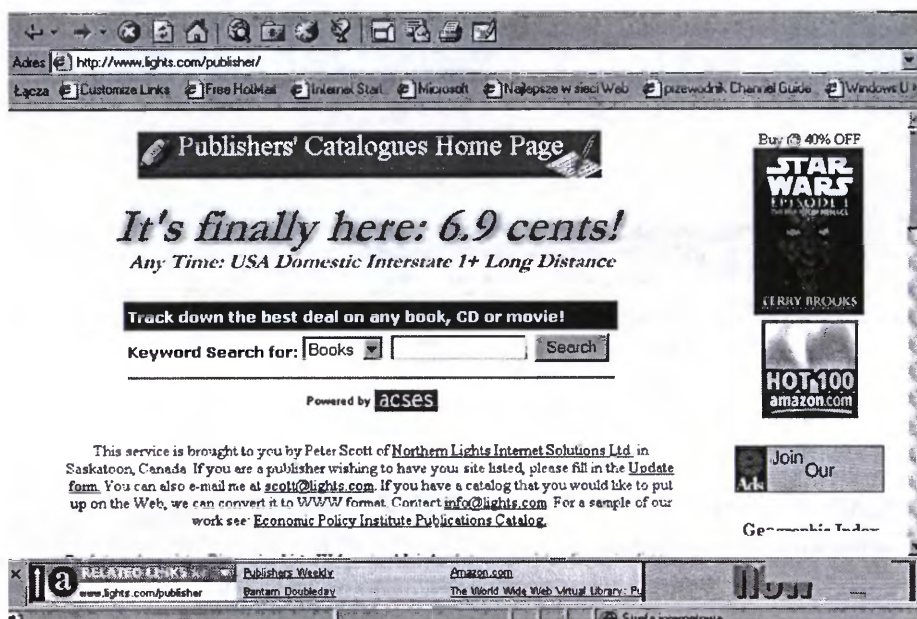 Adres http://www.lights.com/publisher/
Łącza Customize Links Free HotMail Internet Start Microsoft Najlepsze w sieci Web przewodnik Channel Guide Windows U
Publishers' Catalogues Home Page
It's finally here: 6.9 cents!
Any Time: USA Domestic Interstate 1+ Long Distance
Track down the best deal on any book, CD or movie!
Keyword Search for: Books Search
Powered by acses
This service is brought to you by Peter Scott of Northern Lights Internet Solutions Ltd. in
Saskatoon, Canada. If you are a publisher wishing to have your site listed, please fill in the Update
form. You can also e-mail me at scott@lights.com. If you have a catalog that you would like to put
up on the Web, we can convert it to WWW format. Contact info@lights.com. For a sample of our
work see: Economic Policy Institute Publications Catalog.
Buy @ 40% OFF
STAR
WARS
EPISODE I
TERRY BROOKS
HOT 100
amazon.com
Join
Our
Ads
Geographic Index
RELATED LINKS
www.lights.com/publisher
Publishers Weekly
Bantam Doubleday
Amazon.com
The World Wide Web Virtual Library: Pu